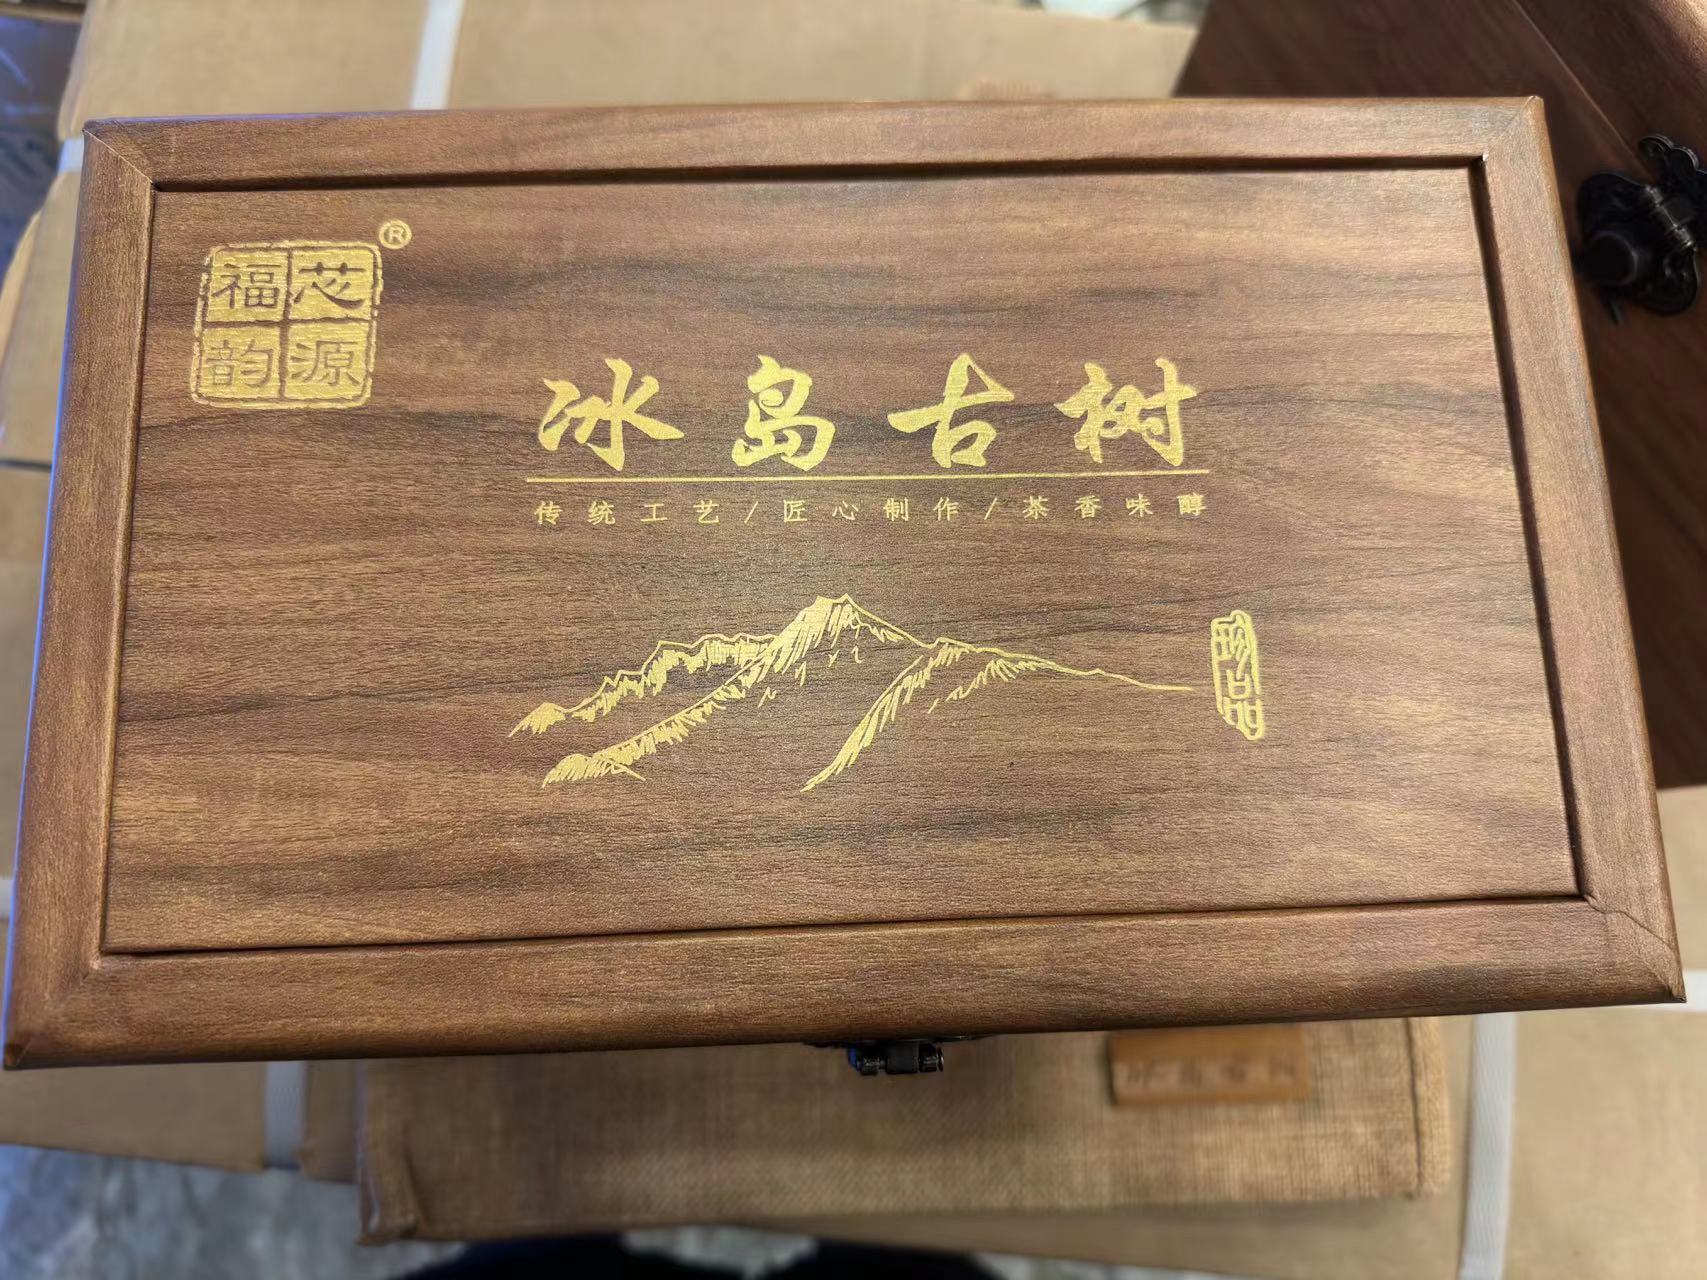 芯源
福韵
®
冰岛古树
传统工艺/匠心制作/茶香味醇
珍品